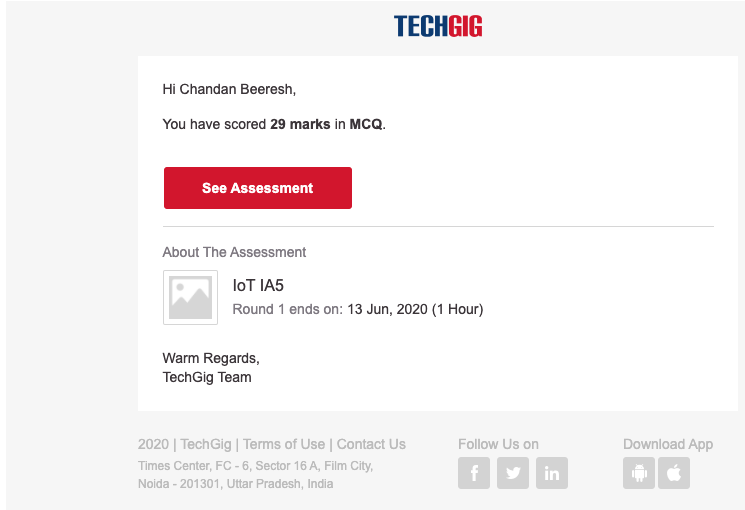 TECHGIG
Hi Chandan Beeresh,
You have scored 29 marks in MCQ.
See Assessment
About The Assessment
IoT IA5
Round 1 ends on: 13 Jun, 2020 (1 Hour)
Warm Regards,
TechGig Team
2020 | TechGig | Terms of Use | Contact Us
Times Center, FC - 6, Sector 16 A, Film City,
Noida - 201301, Uttar Pradesh, India
Follow Us on
Download App